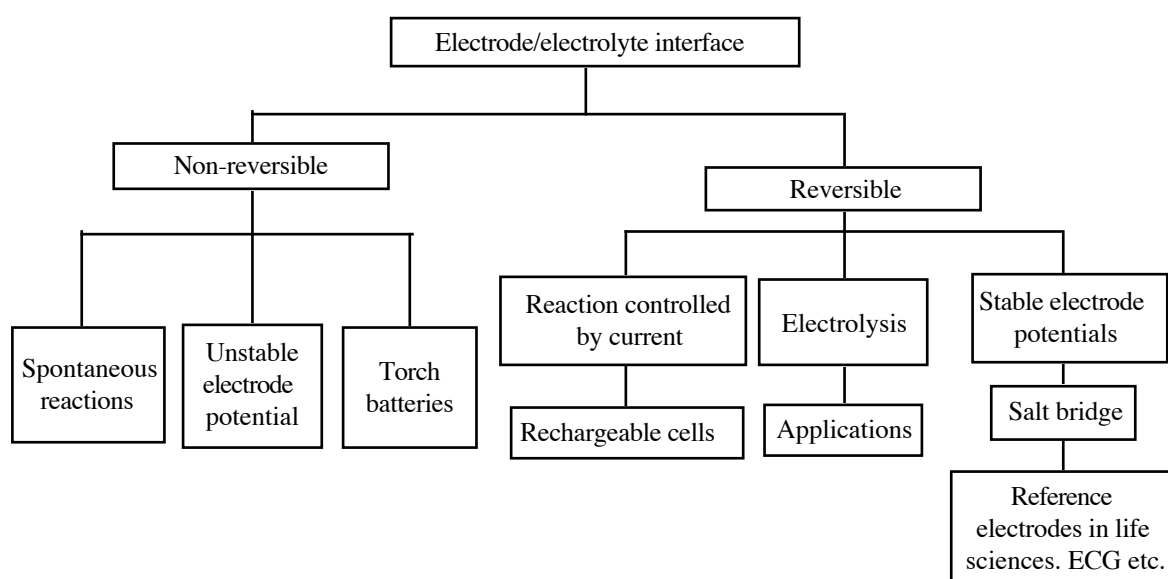 Electrode/electrolyte interface
Non-reversible
Reversible
Spontaneous
reactions
Unstable
electrode
potential
Torch
batteries
Reaction controlled
by current
Rechargeable cells
Electrolysis
Applications
Stable electrode
potentials
Salt bridge
Reference
electrodes in life
sciences. ECG etc.